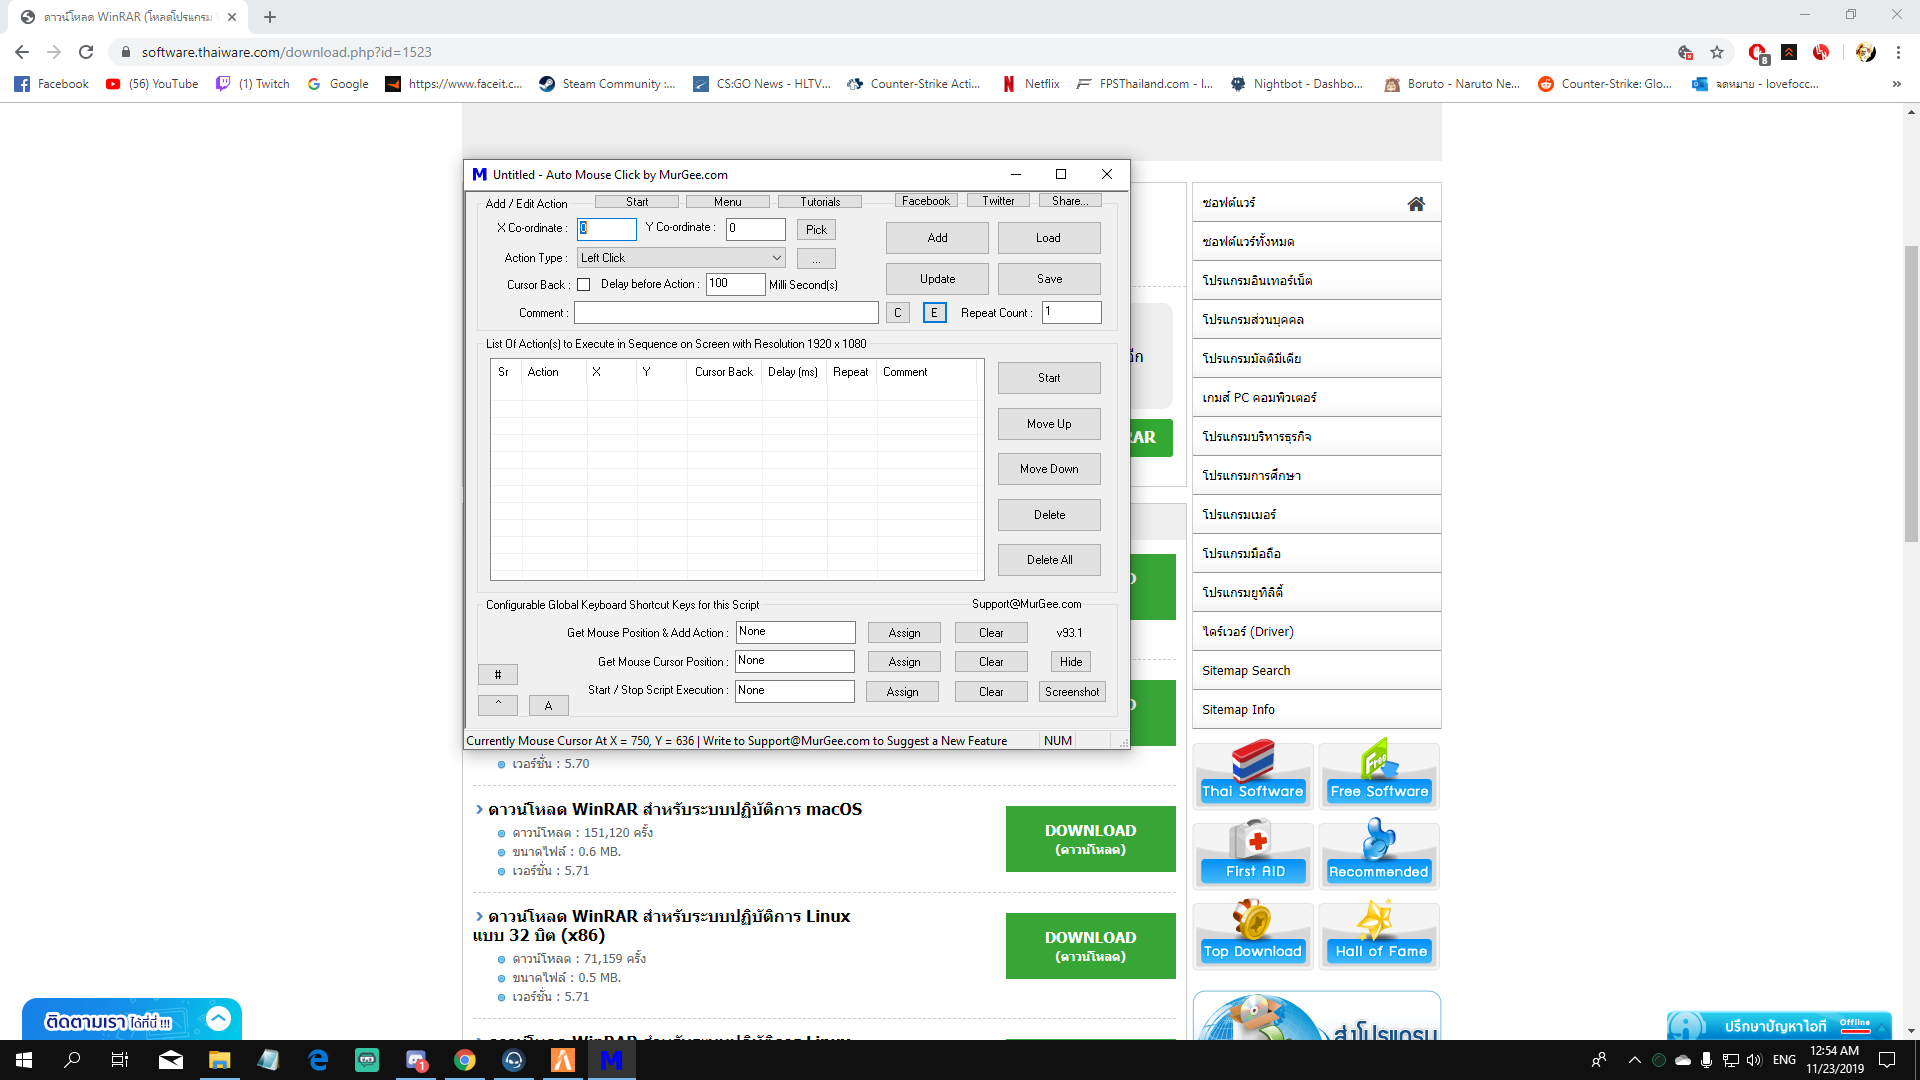 ดาวน์โหลด WinRAR (โหลดโปรแกรม
software.thaiware.com/download.php?id=1523
8
Facebook
(56) YouTube
(1) Twitch
Google
https://www.faceit.c...
Steam Community :...
CS:GO News - HLTV...
Counter-Strike Acti...
Netflix
FPSThailand.com - I...
Nightbot - Dashbo...
Boruto - Naruto Ne...
Counter-Strike: Glo...
จดหมาย - lovefocc...
»
M Untitled - Auto Mouse Click by MurGee.com
Add / Edit Action
Start
Menu
Tutorials
Facebook
Twitter
Share...
X Co-ordinate : 0
Y Co-ordinate : 0
Pick
Add
Load
Action Type : Left Click
...
Update
Save
Cursor Back :
Delay before Action : 100 Milli Second(s)
Comment :
C
E
Repeat Count : 1
List Of Action(s) to Execute in Sequence on Screen with Resolution 1920 x 1080
Sr Action X Y Cursor Back Delay (ms) Repeat Comment
Start
Move Up
Move Down
Delete
Delete All
Configurable Global Keyboard Shortcut Keys for this Script
Support@MurGee.com
Get Mouse Position & Add Action : None Assign Clear v93.1
Get Mouse Cursor Position : None Assign Clear Hide
#
Start / Stop Script Execution : None Assign Clear Screenshot
^ A
Currently Mouse Cursor At X = 750, Y = 636 | Write to Support@MurGee.com to Suggest a New Feature NUM
ซอฟต์แวร์
ซอฟต์แวร์ทั้งหมด
โปรแกรมอินเทอร์เน็ต
โปรแกรมส่วนบุคคล
โปรแกรมมัลติมีเดีย
เกมส์ PC คอมพิวเตอร์
โปรแกรมบริหารธุรกิจ
โปรแกรมการศึกษา
โปรแกรมเมอร์
โปรแกรมมือถือ
โปรแกรมยูทิลิตี้
ไดร์เวอร์ (Driver)
Sitemap Search
Sitemap Info
Thai Software
Free Software
First AID
Recommended
Top Download
Hall of Fame
ส่งโปรแกรม
เวอร์ชั่น : 5.70
ดาวน์โหลด WinRAR สำหรับระบบปฏิบัติการ macOS
ดาวน์โหลด : 151,120 ครั้ง
ขนาดไฟล์ : 0.6 MB.
เวอร์ชั่น : 5.71
DOWNLOAD
(ดาวน์โหลด)
ดาวน์โหลด WinRAR สำหรับระบบปฏิบัติการ Linux
แบบ 32 บิต (x86)
ดาวน์โหลด : 71,159 ครั้ง
ขนาดไฟล์ : 0.5 MB.
เวอร์ชั่น : 5.71
DOWNLOAD
(ดาวน์โหลด)
ติดตามเรา ได้ที่นี่ !!!
ปรึกษาปัญหาไอที Offline
1
ENG
12:54 AM
11/23/2019